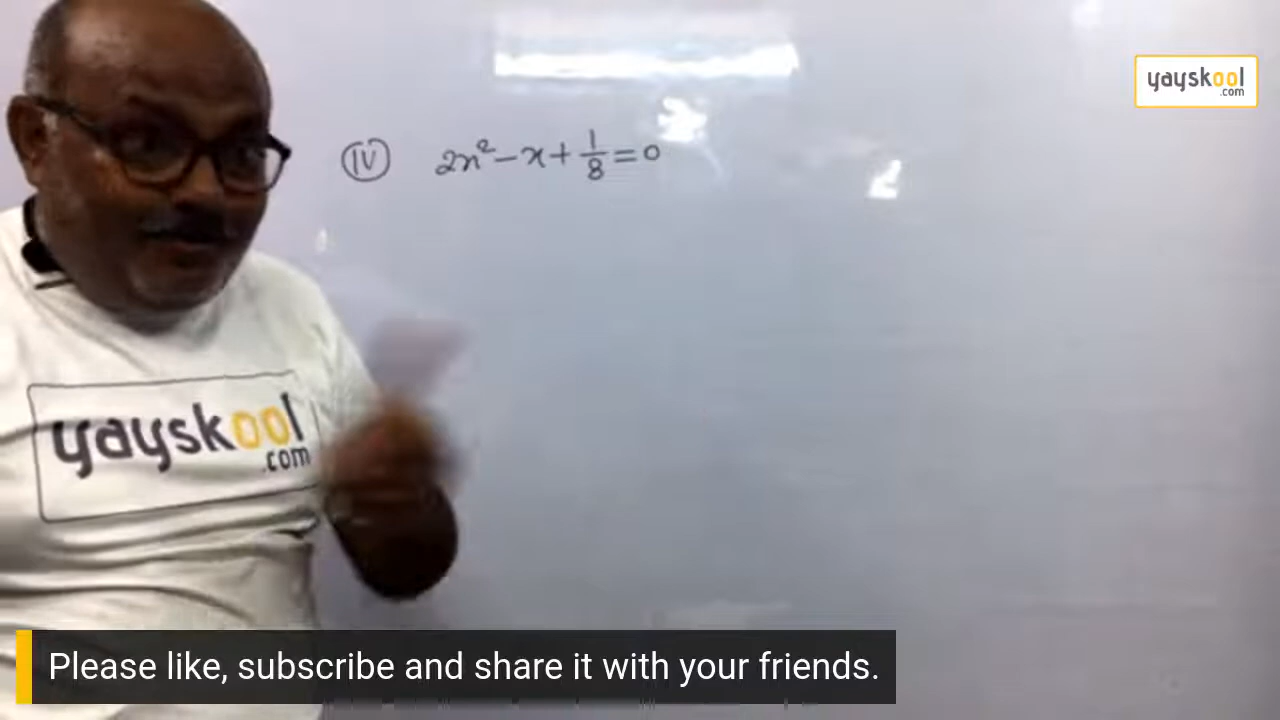 yayskool
.com
IV 2x² - x + 1/8 = 0
yayskool
.com
Please like, subscribe and share it with your friends.